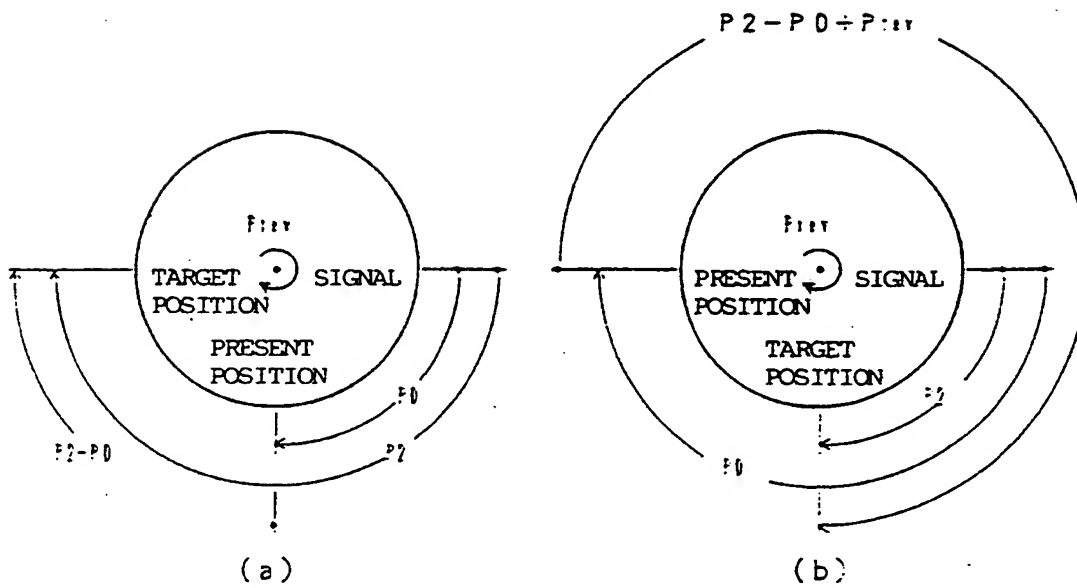 Prev
TARGET
POSITION
SIGNAL
PRESENT
POSITION
P0
P2-P0
P2
(a)
P2-P0+Prev
Prev
PRESENT
POSITION
SIGNAL
TARGET
POSITION
P2
P0
(b)